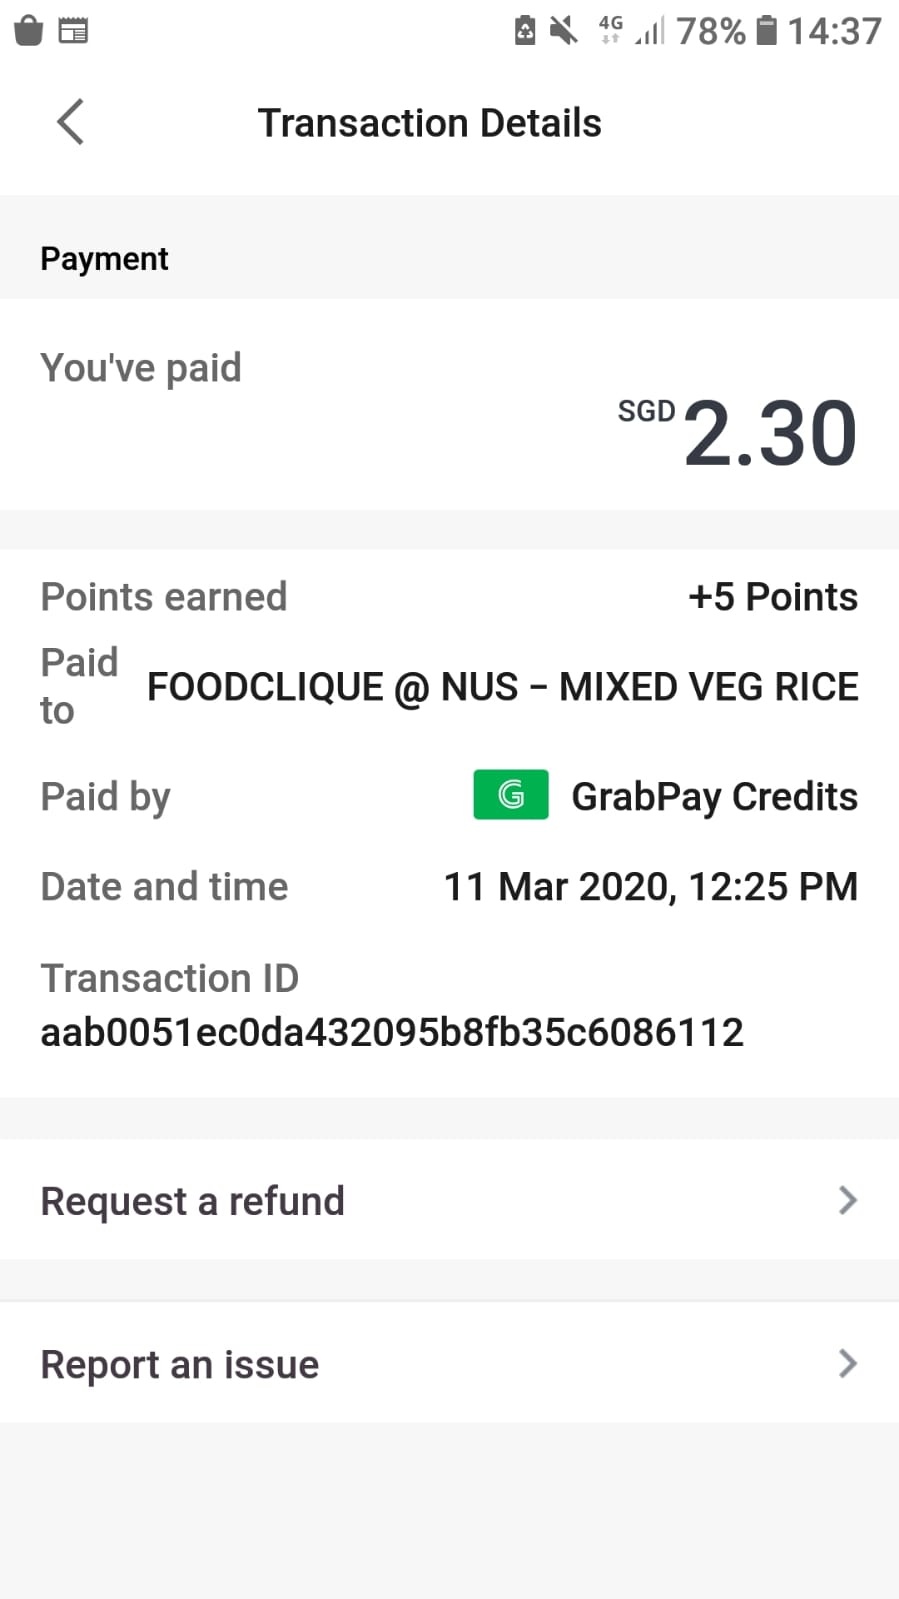 4G 78% 14:37
Transaction Details
Payment
You've paid
SGD 2.30
Points earned +5 Points
Paid to FOODCLIQUE @ NUS – MIXED VEG RICE
Paid by G GrabPay Credits
Date and time 11 Mar 2020, 12:25 PM
Transaction ID
aab0051ec0da432095b8fb35c6086112
Request a refund
Report an issue